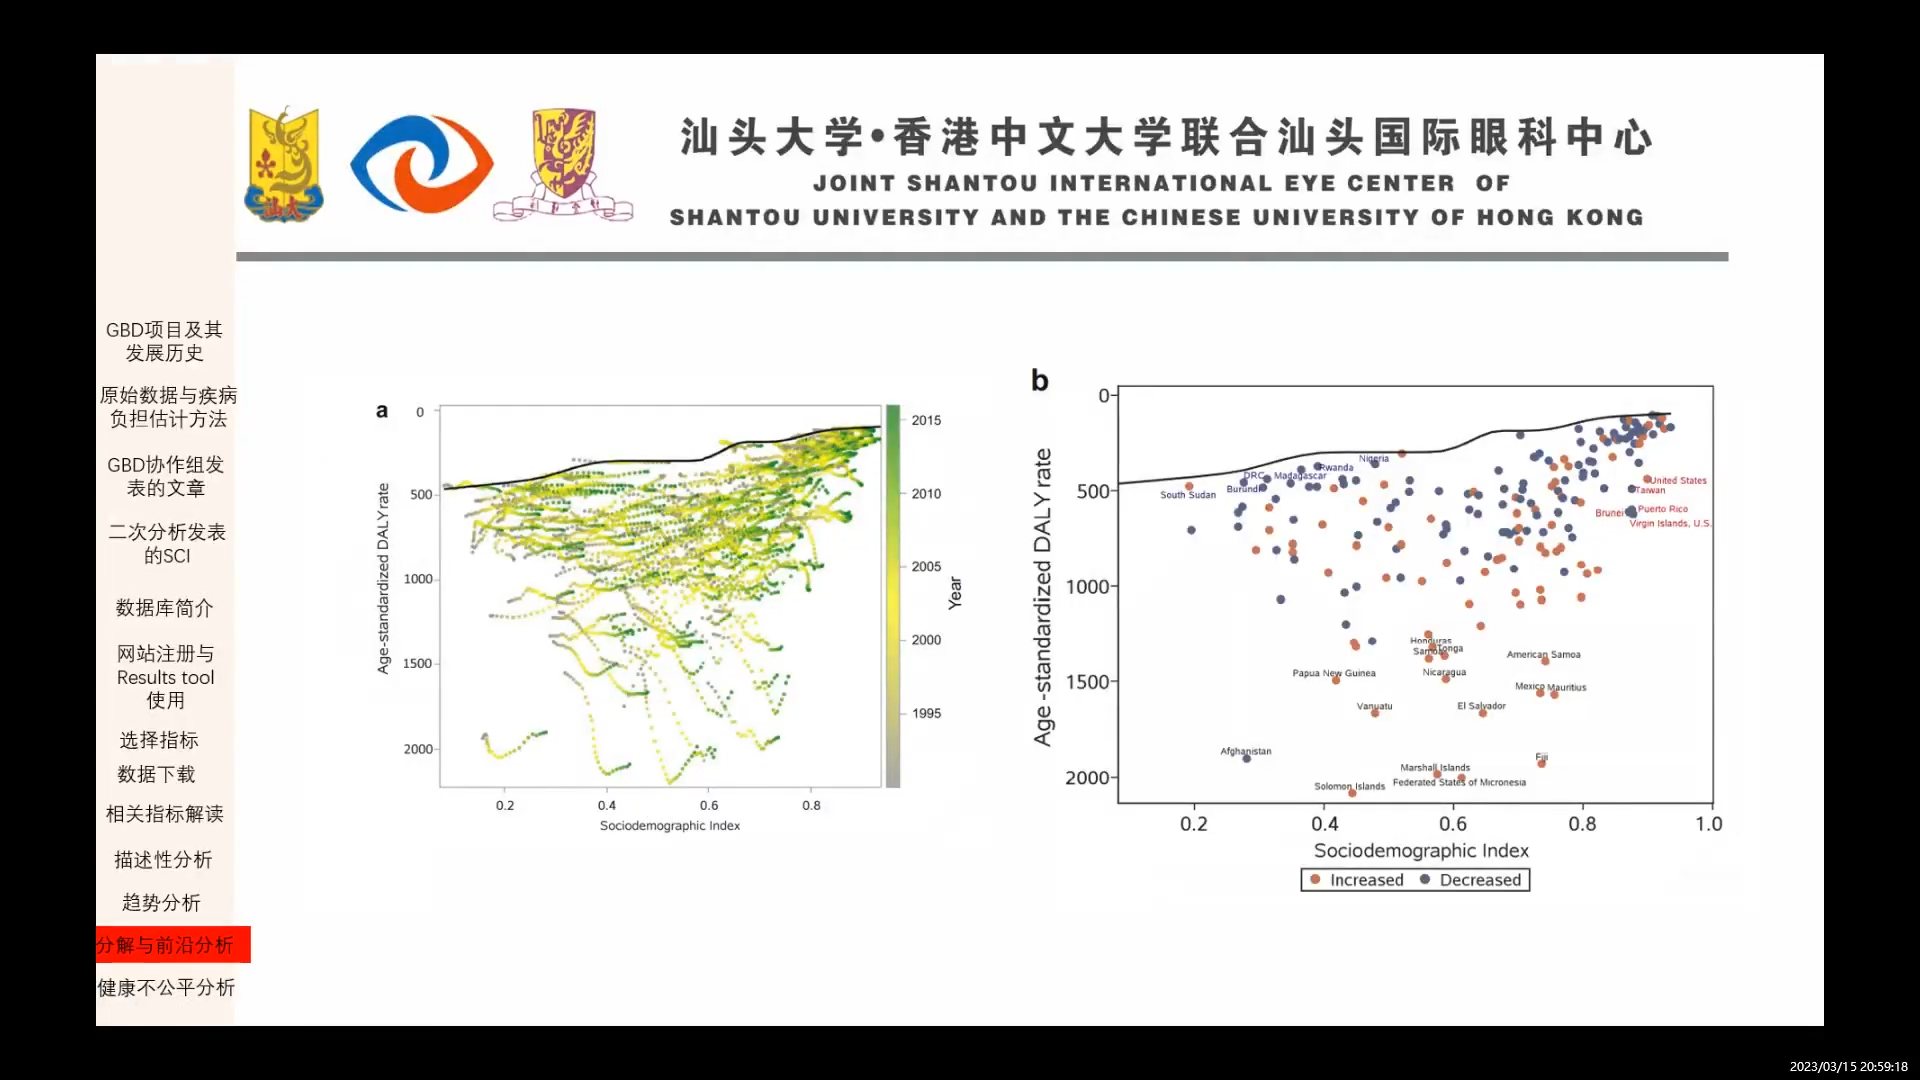 汕头大学•香港中文大学联合汕头国际眼科中心
JOINT SHANTOU INTERNATIONAL EYE CENTER OF
SHANTOU UNIVERSITY AND THE CHINESE UNIVERSITY OF HONG KONG
汕大
GBD项目及其
发展历史
原始数据与疾病
负担估计方法
GBD协作组发
表的文章
二次分析发表
的SCI
数据库简介
网站注册与
Results tool
使用
选择指标
数据下载
相关指标解读
描述性分析
趋势分析
分解与前沿分析
健康不公平分析
a
0
500
1000
1500
2000
Age-standardized DALY rate
0.2 0.4 0.6 0.8
Sociodemographic Index
2015
2010
2005
2000
1995
Year
b
0
500
1000
1500
2000
Age -standardized DALY rate
Nigeria
Rwanda
DRC Madagascar
Burundi
South Sudan
United States
Taiwan
Puerto Rico
Brunei
Virgin Islands, U.S.
Honduras
Tonga
Samoa
American Samoa
Papua New Guinea
Nicaragua
Mexico Mauritius
Vanuatu
El Salvador
Afghanistan
Fiji
Marshall Islands
Federated States of Micronesia
Solomon Islands
0.2 0.4 0.6 0.8 1.0
Sociodemographic Index
Increased Decreased
2023/03/15 20:59:18